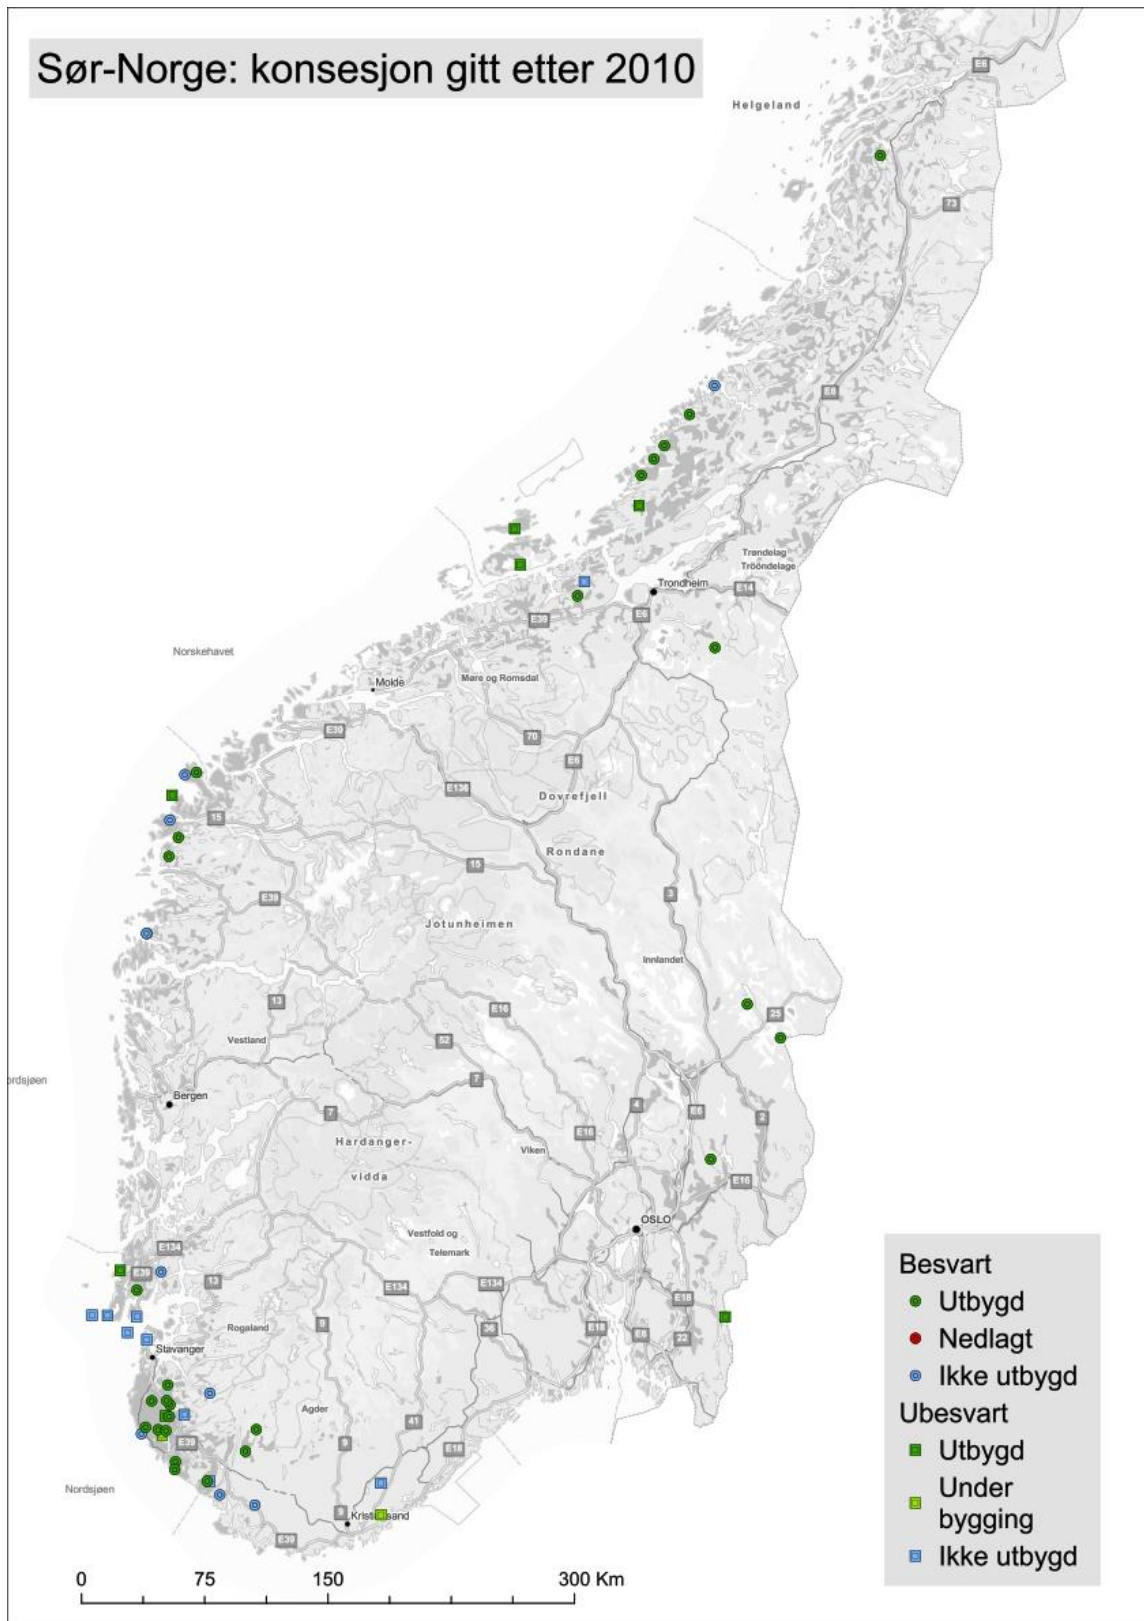 Sør-Norge: konsesjon gitt etter 2010
E6
Helgeland
73
E6
Trøndelag
Trööndelage
Trondheim
E14
E39
E6
Norskehavet
Molde
Møre og Romsdal
E39
70
E6
E136
Dovrefjell
15
Rondane
15
3
E39
Jotunheimen
Innlandet
13
E16
25
Vestland
52
ordsjøen
7
Bergen
7
4
E6
2
Hardanger-
E16
Viken
vidda
E16
OSLO
Vestfold og
Telemark
E134
E39
13
E134
E134
E18
Rogaland
9
36
E18
E6
22
Stavanger
Agder
41
E39
9
E18
Nordsjøen
9
Kristiansand
E39
0 75 150 300 Km
Besvart
Utbygd
Nedlagt
Ikke utbygd
Ubesvart
Utbygd
Under
bygging
Ikke utbygd